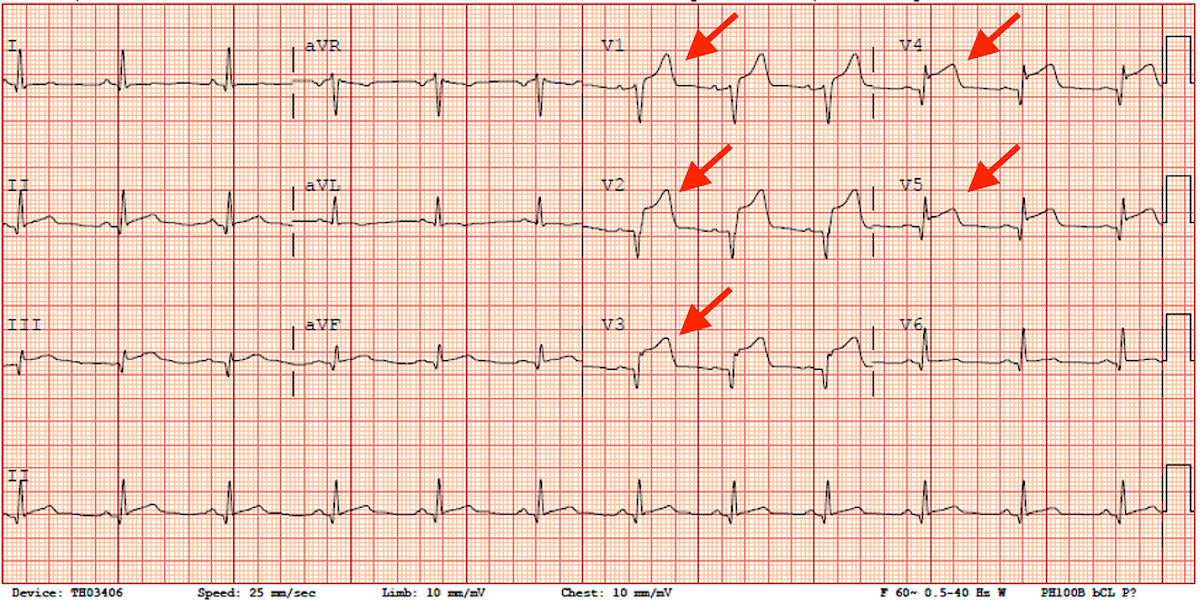 I aVR V1 V4
II aVL V2 V5
III aVF V3 V6
II
Device: TH03406 Speed: 25 mm/sec Limb: 10 mm/mV Chest: 10 mm/mV F 60~ 0.5-40 Hz W PH100B bCL P?